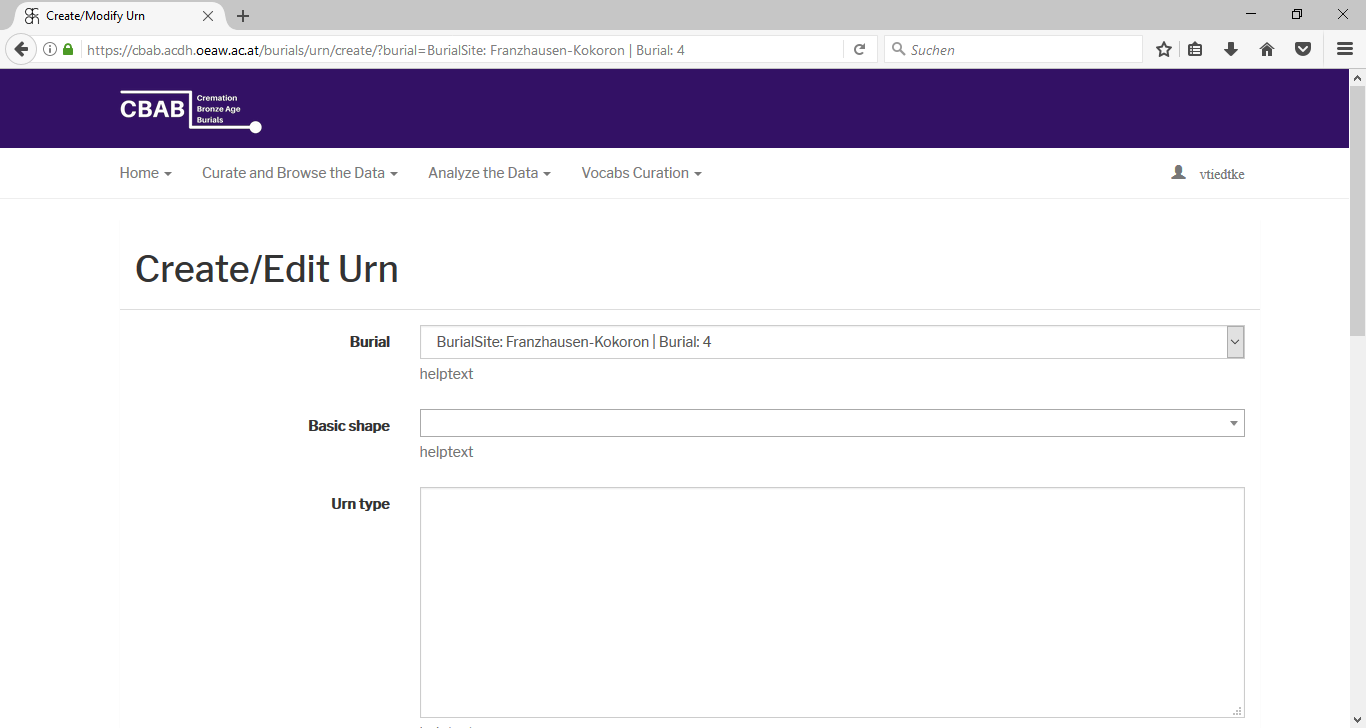 Create/Modify Urn
https://cbab.acdh.oeaw.ac.at/burials/urn/create/?burial=BurialSite: Franzhausen-Kokoron | Burial: 4
Suchen
CBAB
Cremation
Bronze Age
Burials
Home
Curate and Browse the Data
Analyze the Data
Vocabs Curation
vtiedtke
Create/Edit Urn
Burial
BurialSite: Franzhausen-Kokoron | Burial: 4
helptext
Basic shape
helptext
Urn type